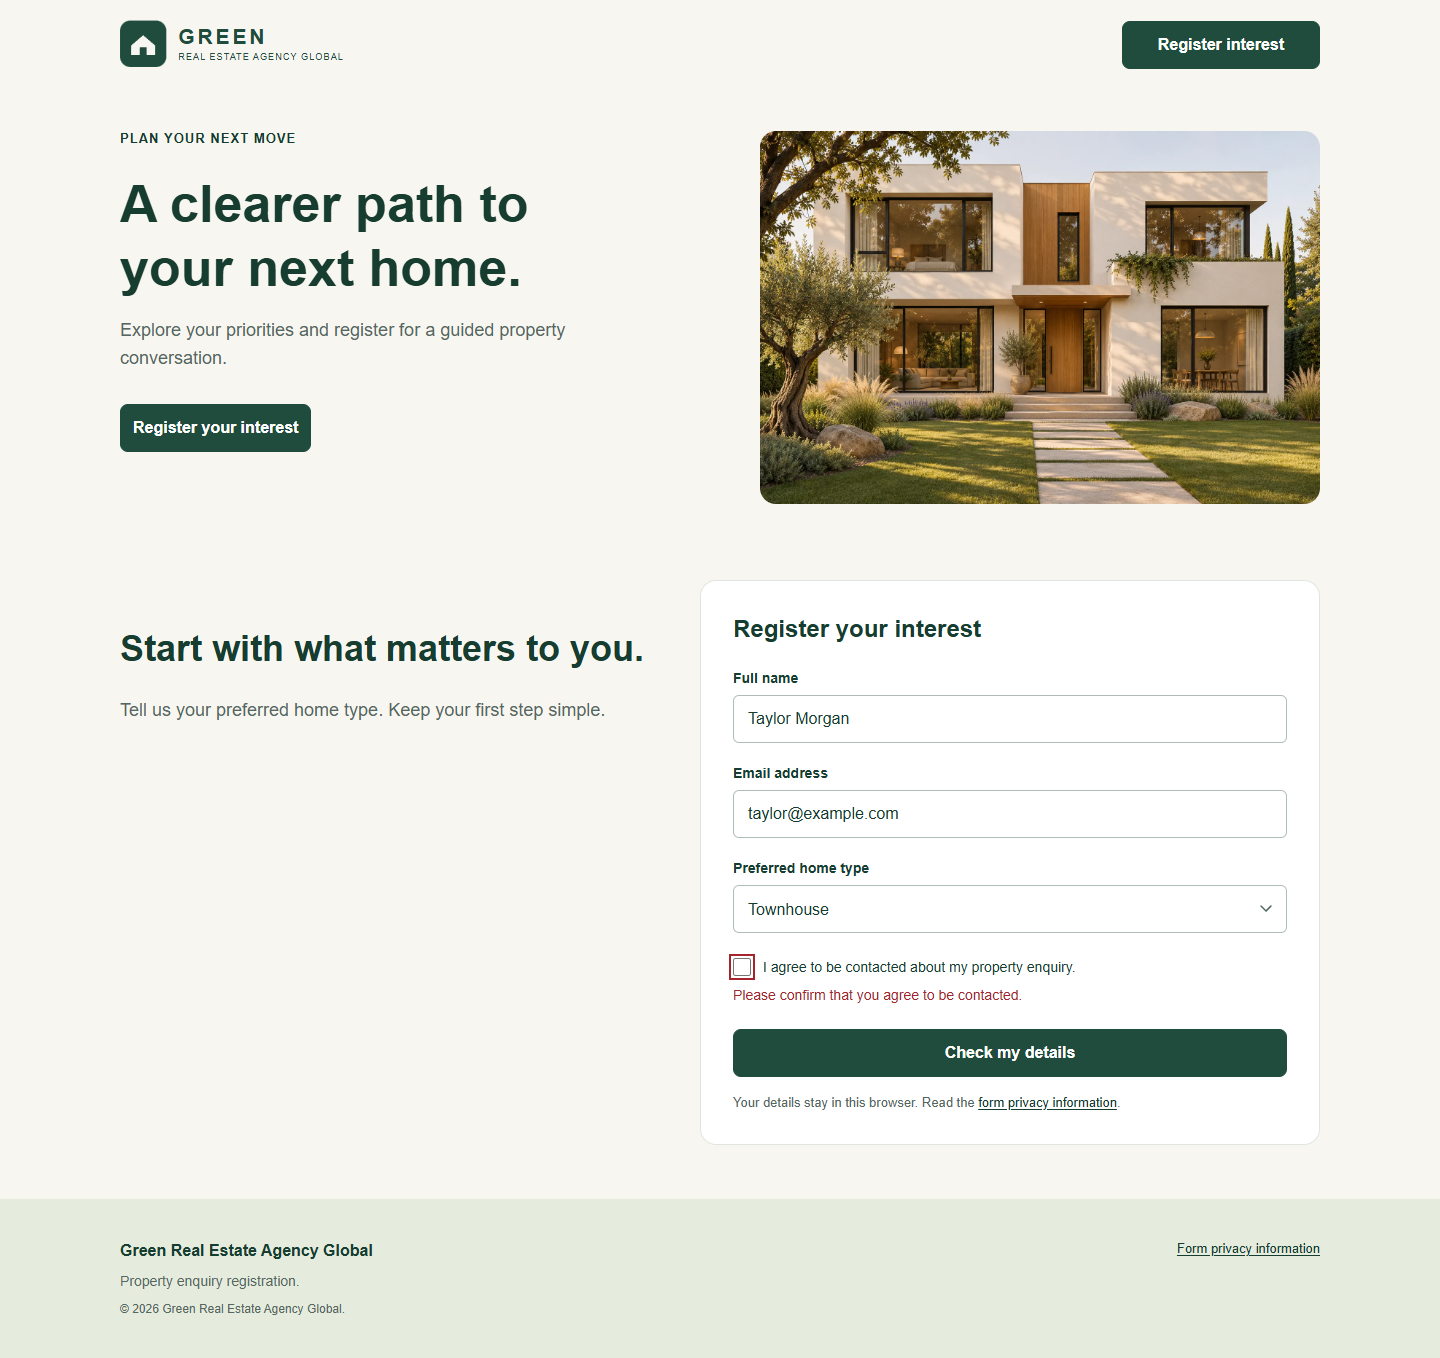 GREEN
REAL ESTATE AGENCY GLOBAL
Register interest
PLAN YOUR NEXT MOVE
A clearer path to
your next home.
Explore your priorities and register for a guided property
conversation.
Register your interest
Start with what matters to you.
Tell us your preferred home type. Keep your first step simple.
Register your interest
Full name
Taylor Morgan
Email address
taylor@example.com
Preferred home type
Townhouse
I agree to be contacted about my property enquiry.
Please confirm that you agree to be contacted.
Check my details
Your details stay in this browser. Read the form privacy information.
Green Real Estate Agency Global
Form privacy information
Property enquiry registration.
© 2026 Green Real Estate Agency Global.